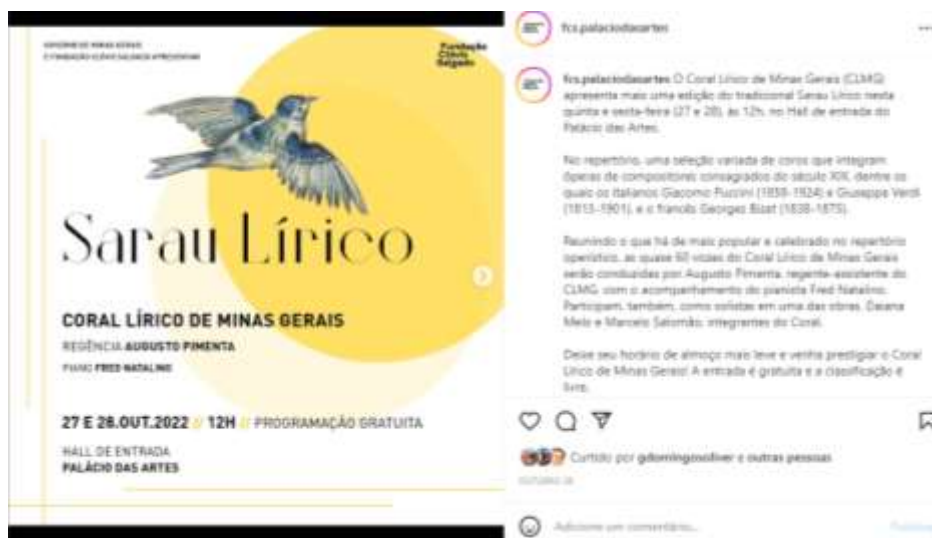 GOVERNO DE MINAS GERAIS
E FUNDAÇÃO CLÓVIS SALGADO APRESENTAM
Fundação
Clóvis
Salgado
Sarau Lírico
CORAL LÍRICO DE MINAS GERAIS
REGÊNCIA AUGUSTO PIMENTA
PIANO FRED NATALINO
27 E 28.OUT.2022 // 12H // PROGRAMAÇÃO GRATUITA
HALL DE ENTRADA
PALÁCIO DAS ARTES
fcs.palaciodasartes
fcs.palaciodasartes O Coral Lírico de Minas Gerais (CLMG)
apresenta mais uma edição do tradicional Sarau Lírico nesta
quinta e sexta-feira (27 e 28), às 12h, no Hall de entrada do
Palácio das Artes.
No repertório, uma seleção variada de coros que integram
óperas de compositores consagrados do século XIX, dentre os
quais os italianos Giacomo Puccini (1858-1924) e Giuseppe Verdi
(1813-1901), e o francês Georges Bizet (1838-1875).
Reunindo o que há de mais popular e celebrado no repertório
operístico, as quase 60 vozes do Coral Lírico de Minas Gerais
serão conduzidas por Augusto Pimenta, regente-assistente do
CLMG, com o acompanhamento do pianista Fred Natalino.
Participam, também, como solistas em uma das obras, Daiana
Melo e Marcelo Salomão, integrantes do Coral.
Deixe seu horário de almoço mais leve e venha prestigiar o Coral
Lírico de Minas Gerais! A entrada é gratuita e a classificação é
livre.
Curtido por gdomingosoliver e outras pessoas
OUTUBRO 26
Adicione um comentário...